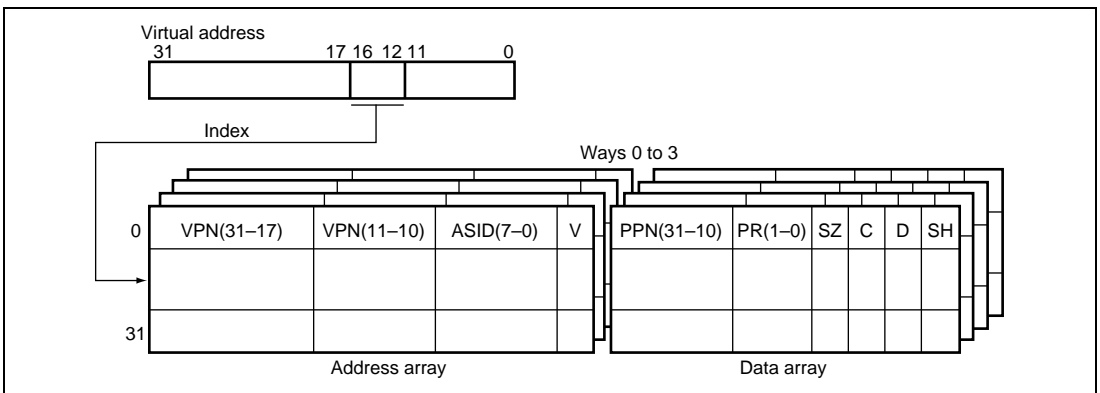 Virtual address
31 17 16 12 11 0
Index
Ways 0 to 3
0 VPN(31–17) VPN(11–10) ASID(7–0) V PPN(31–10) PR(1–0) SZ C D SH
31
Address array Data array